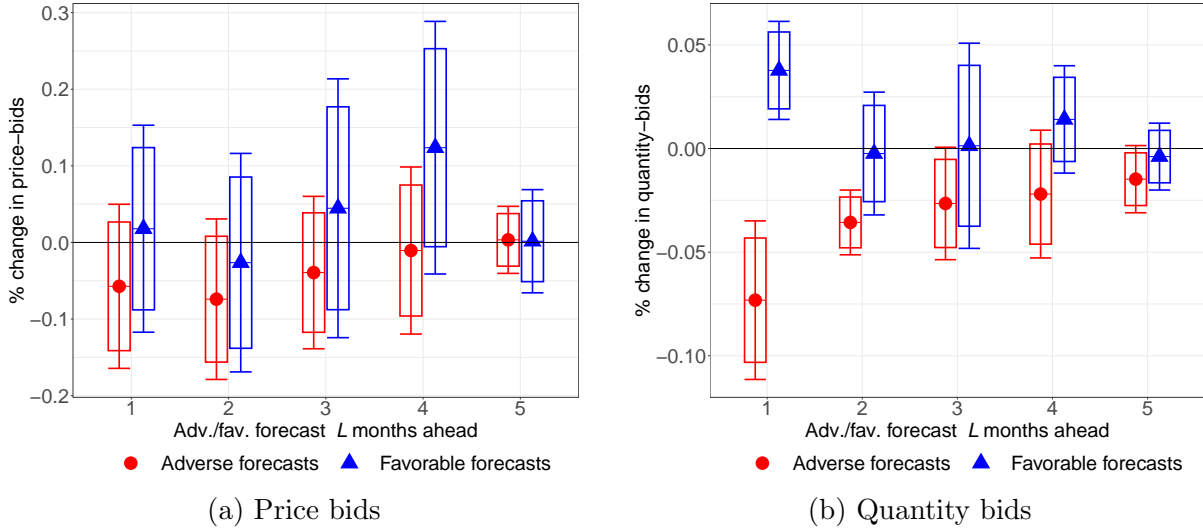 % change in price−bids
0.3
0.2
0.1
0.0
−0.1
−0.2
1 2 3 4 5
Adv./fav. forecast L months ahead
Adverse forecasts Favorable forecasts
(a) Price bids
% change in quantity−bids
0.05
0.00
−0.05
−0.10
1 2 3 4 5
Adv./fav. forecast L months ahead
Adverse forecasts Favorable forecasts
(b) Quantity bids